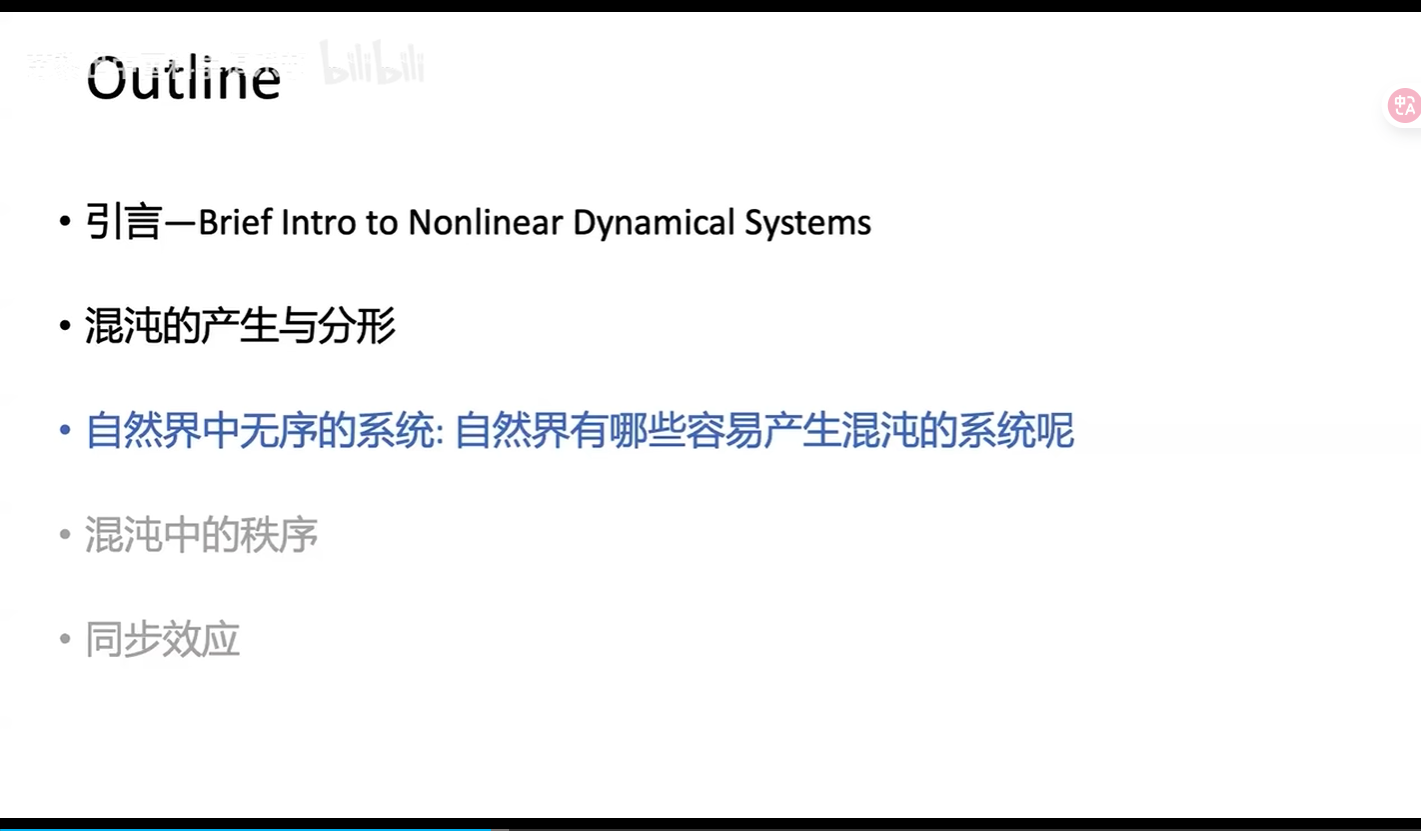 bilibili
Outline
• 引言—Brief Intro to Nonlinear Dynamical Systems
• 混沌的产生与分形
• 自然界中无序的系统: 自然界有哪些容易产生混沌的系统呢
• 混沌中的秩序
• 同步效应
中
A